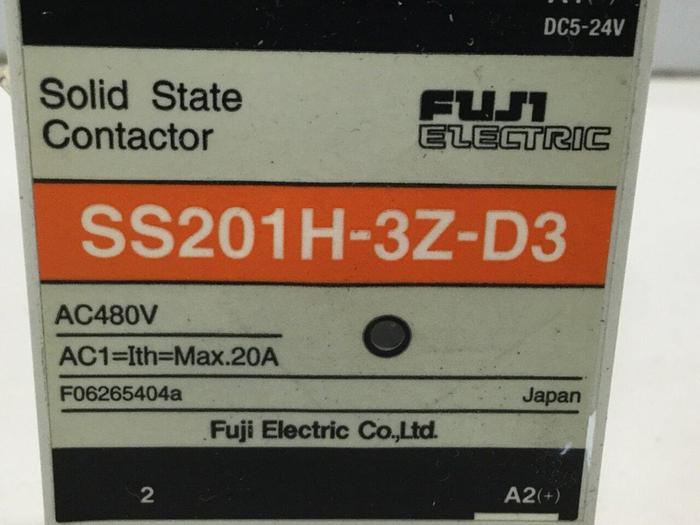 DC5-24V
Solid State
Contactor
FUJI
ELECTRIC
SS201H-3Z-D3
AC480V
AC1=Ith=Max.20A
F06265404a Japan
Fuji Electric Co.,Ltd.
2 A2(+)